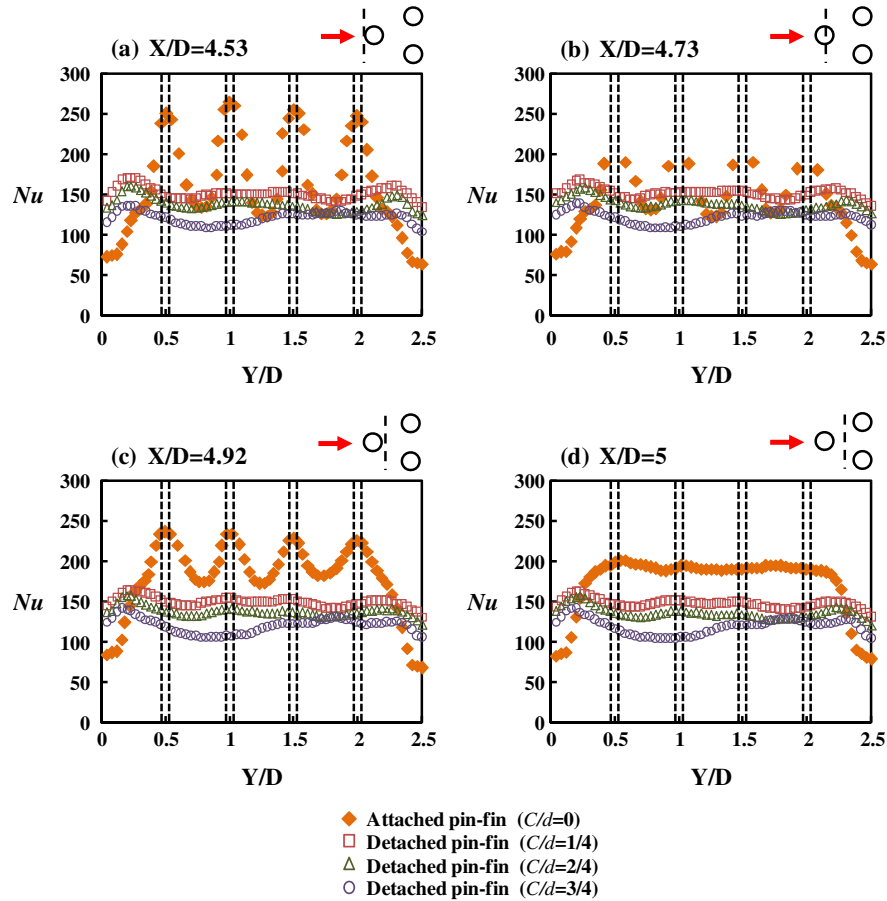 (a) X/D=4.53
(b) X/D=4.73
300
250
200
150
100
50
0
Nu
0 0.5 1 1.5 2 2.5
Y/D
300
250
200
150
100
50
0
Nu
0 0.5 1 1.5 2 2.5
Y/D
(c) X/D=4.92
(d) X/D=5
300
250
200
150
100
50
0
Nu
0 0.5 1 1.5 2 2.5
Y/D
300
250
200
150
100
50
0
Nu
0 0.5 1 1.5 2 2.5
Y/D
Attached pin-fin (C/d=0)
Detached pin-fin (C/d=1/4)
Detached pin-fin (C/d=2/4)
Detached pin-fin (C/d=3/4)